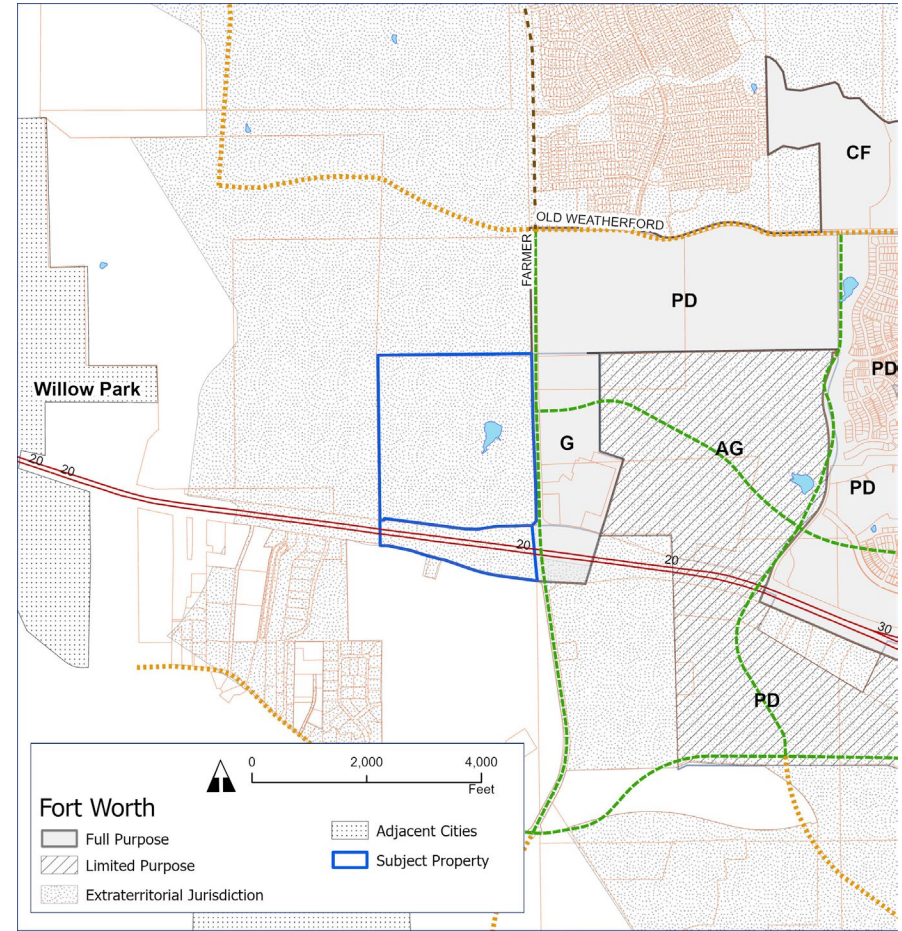 CF
OLD WEATHERFORD
FARMER
PD
PD
Willow Park
G
AG
20
20
PD
20
20
30
PD
0
2,000
4,000
Feet
Fort Worth
Full Purpose
Limited Purpose
Extraterritorial Jurisdiction
Adjacent Cities
Subject Property